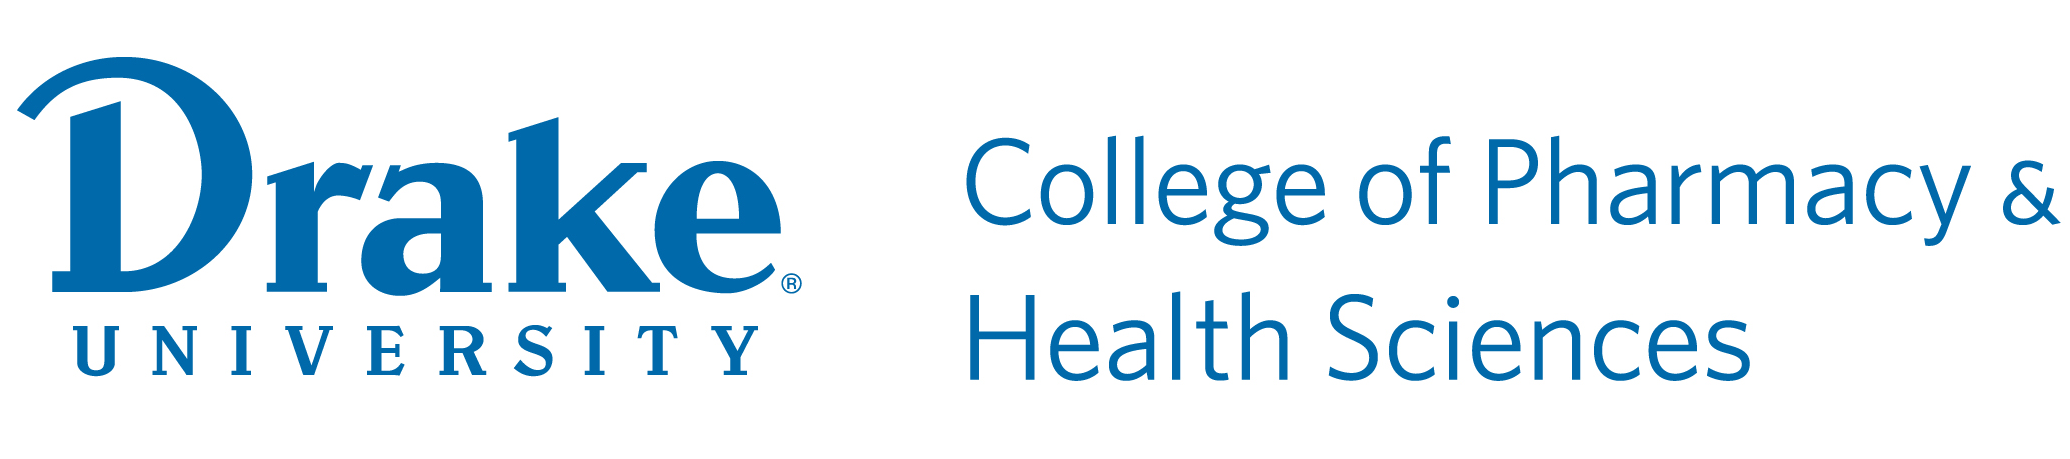 Drake®
UNIVERSITY
College of Pharmacy &
Health Sciences